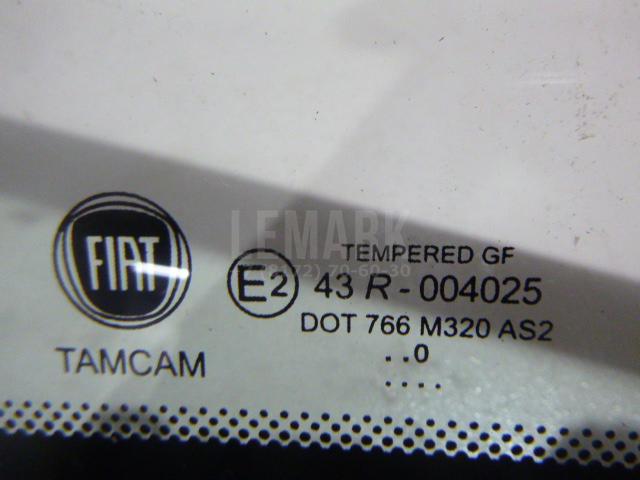 FIAT
TAMCAM
LEMARK
TEMPERED GF
E2 43 R - 004025
DOT 766 M320 AS2
. . 0
. . . .